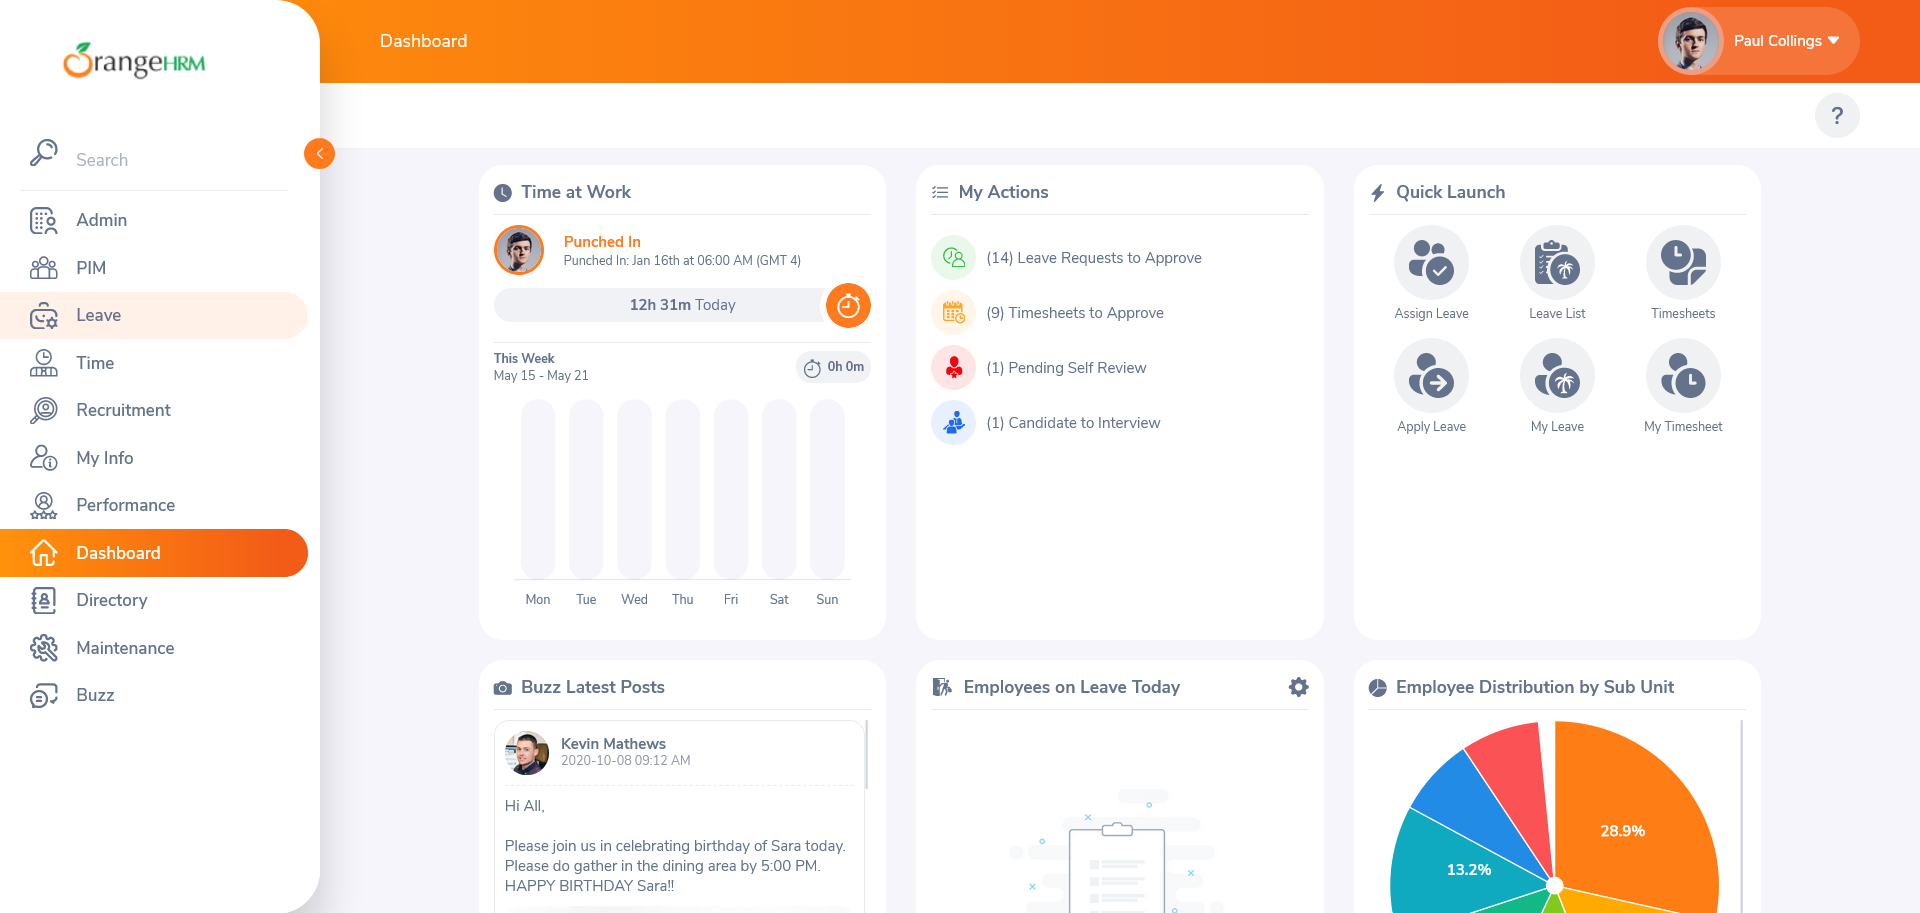 OrangeHRM
Search
Admin
PIM
Leave
Time
Recruitment
My Info
Performance
Dashboard
Directory
Maintenance
Buzz
Dashboard
Paul Collings
?
Time at Work
Punched In
Punched In: Jan 16th at 06:00 AM (GMT 4)
12h 31m Today
This Week
May 15 - May 21
0h 0m
Mon Tue Wed Thu Fri Sat Sun
My Actions
(14) Leave Requests to Approve
(9) Timesheets to Approve
(1) Pending Self Review
(1) Candidate to Interview
Quick Launch
Assign Leave
Leave List
Timesheets
Apply Leave
My Leave
My Timesheet
Buzz Latest Posts
Kevin Mathews
2020-10-08 09:12 AM
Hi All,
Please join us in celebrating birthday of Sara today.
Please do gather in the dining area by 5:00 PM.
HAPPY BIRTHDAY Sara!!
Employees on Leave Today
Employee Distribution by Sub Unit
28.9%
13.2%